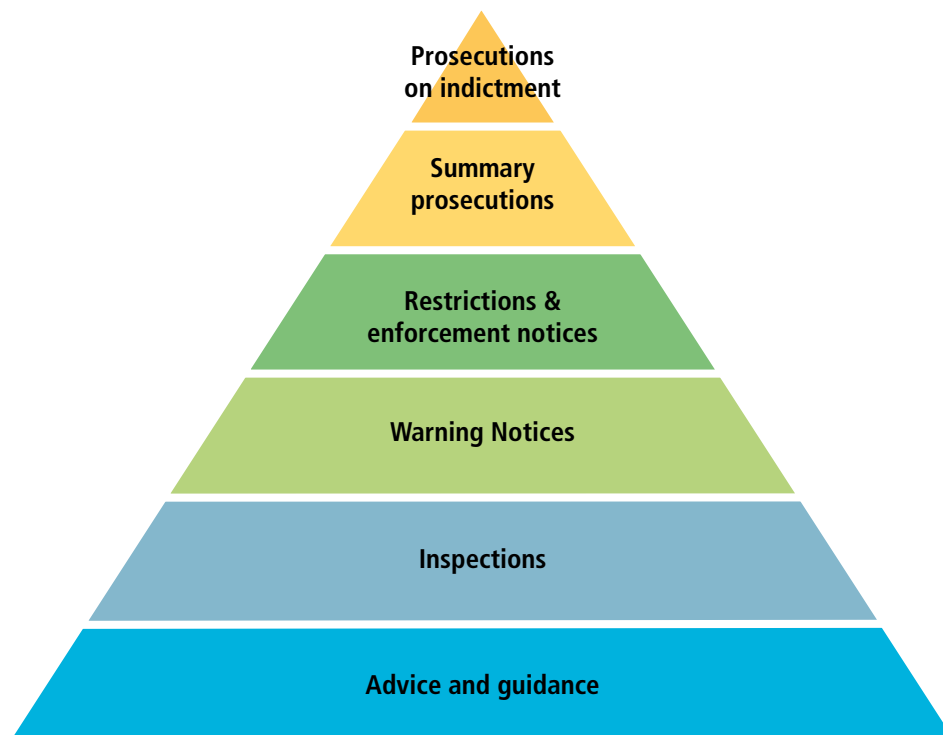 Prosecutions
on indictment
Summary
prosecutions
Restrictions &
enforcement notices
Warning Notices
Inspections
Advice and guidance